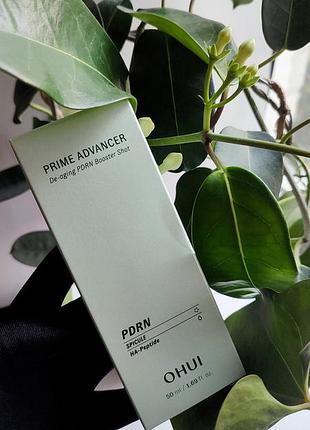 PRIME ADVANCER
De-aging PDRN Booster Shot
PDRN
SPICULE
HA-Peptide
OHUI
50 ml / 1.69 fl. oz.